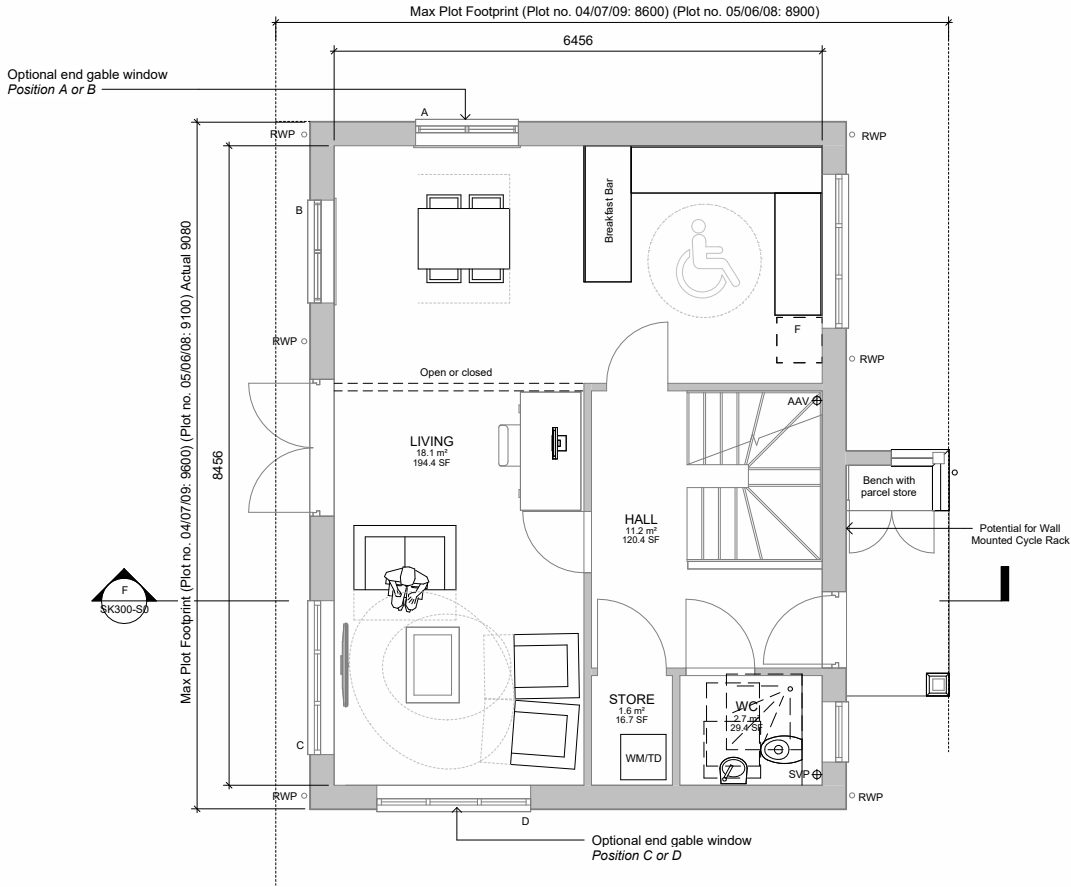 Max Plot Footprint (Plot no. 04/07/09: 8600) (Plot no. 05/06/08: 8900)
6456
Optional end gable window
Position A or B
A
RWP
RWP
B
Breakfast Bar
Max Plot Footprint (Plot no. 04/07/09: 9600) (Plot no. 05/06/08: 9100) Actual 9080
8456
F
RWP
RWP
Open or closed
AAV
LIVING
18.1 m²
194.4 SF
Bench with
parcel store
HALL
11.2 m²
120.4 SF
Potential for Wall
Mounted Cycle Rack
F
SK300-S0
STORE
1.6 m²
16.7 SF
WC
2.7 m²
29.4 SF
C
WM/TD
SVP
RWP
RWP
D
Optional end gable window
Position C or D